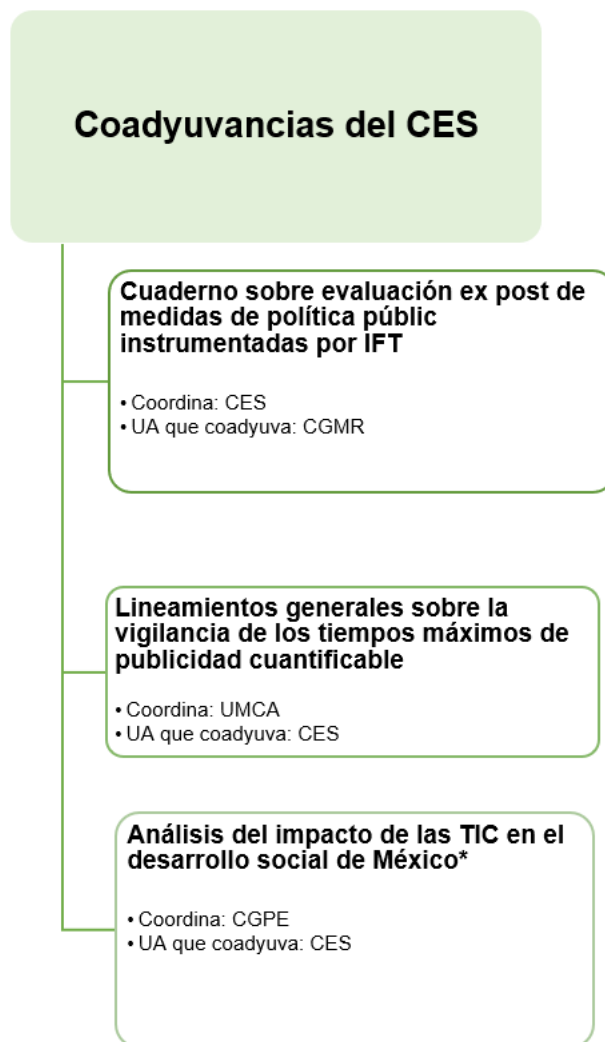 Coadyuvancias del CES
Cuaderno sobre evaluación ex post de
medidas de política públic
instrumentadas por IFT
• Coordina: CES
• UA que coadyuva: CGMR
Lineamientos generales sobre la
vigilancia de los tiempos máximos de
publicidad cuantificable
• Coordina: UMCA
• UA que coadyuva: CES
Análisis del impacto de las TIC en el
desarrollo social de México*
• Coordina: CGPE
• UA que coadyuva: CES